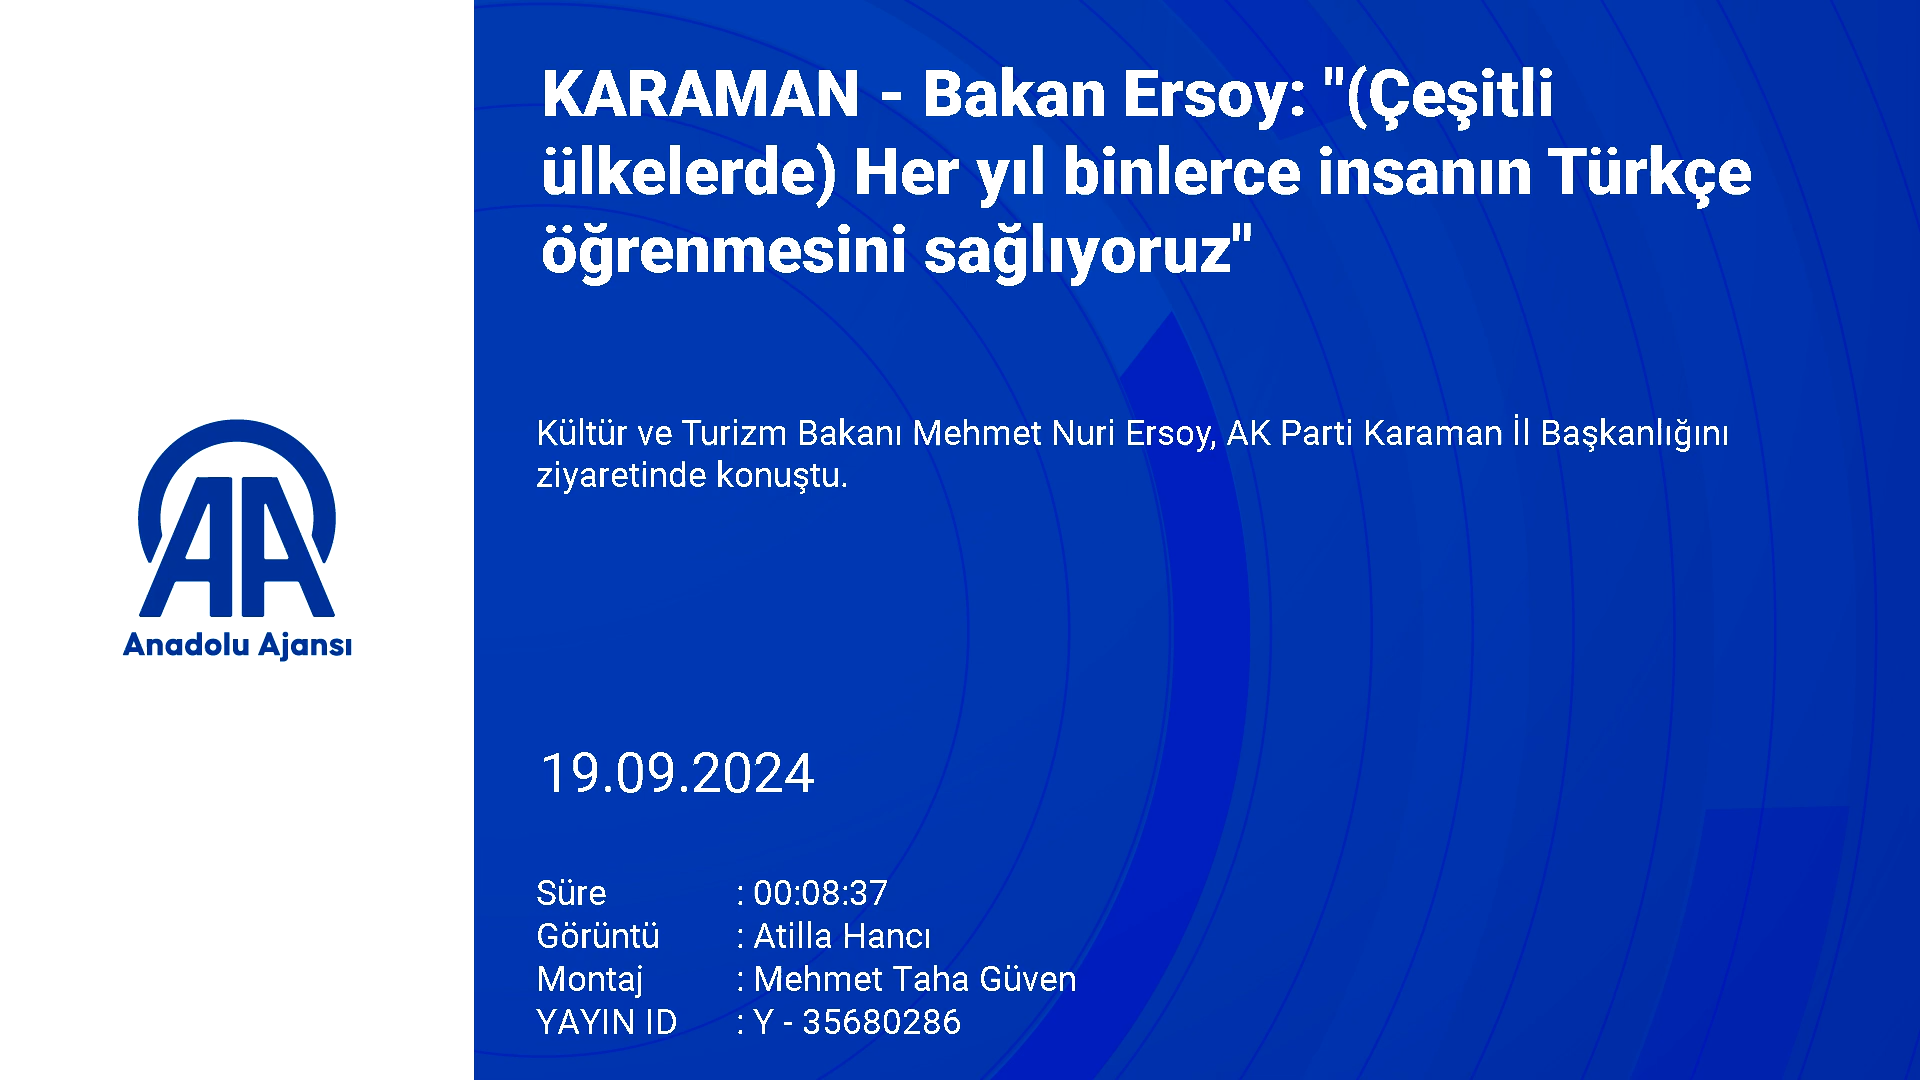 KARAMAN - Bakan Ersoy: "(Çeşitli
ülkelerde) Her yıl binlerce insanın Türkçe
öğrenmesini sağlıyoruz"
Kültür ve Turizm Bakanı Mehmet Nuri Ersoy, AK Parti Karaman İl Başkanlığını
ziyaretinde konuştu.
AA
Anadolu Ajansı
19.09.2024
Süre : 00:08:37
Görüntü : Atilla Hancı
Montaj : Mehmet Taha Güven
YAYIN ID : Y - 35680286